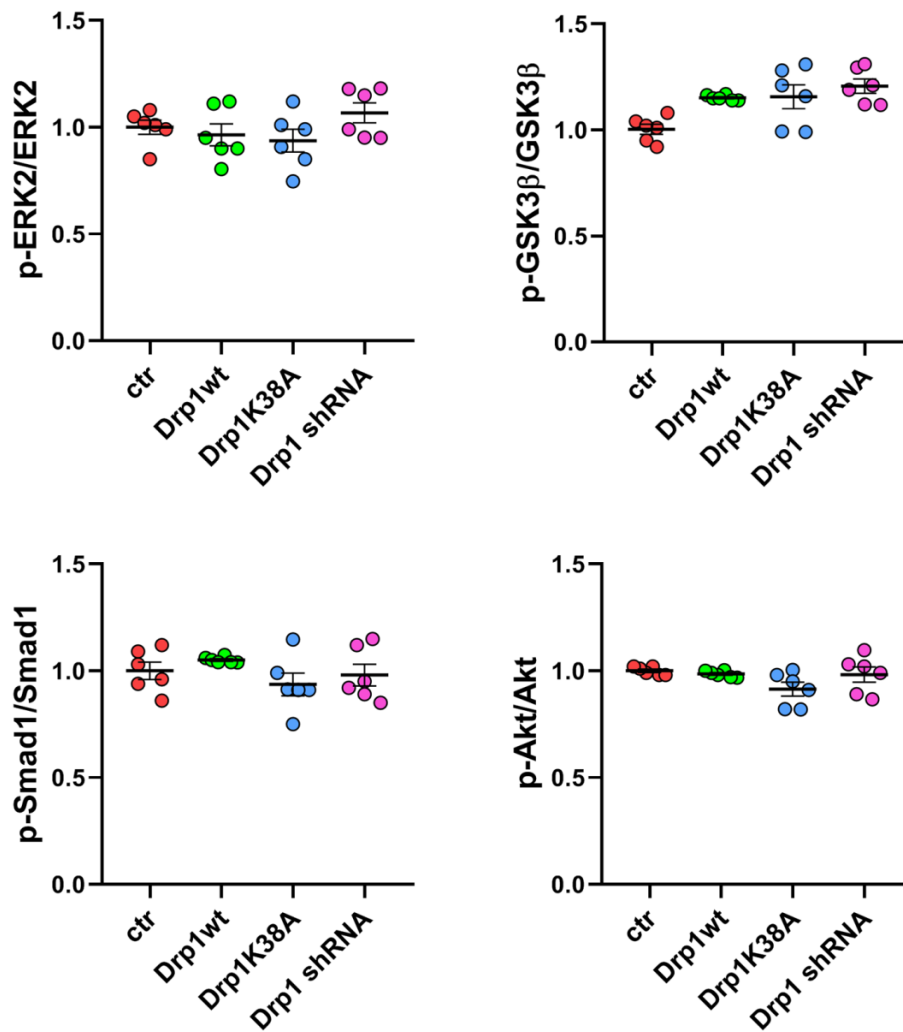 p-ERK2/ERK2
1.5
1.0
0.5
0.0
ctr
Drp1wt
Drp1K38A
Drp1 shRNA
p-GSK3β/GSK3β
1.5
1.0
0.5
0.0
ctr
Drp1wt
Drp1K38A
Drp1 shRNA
p-Smad1/Smad1
1.5
1.0
0.5
0.0
ctr
Drp1wt
Drp1K38A
Drp1 shRNA
p-Akt/Akt
1.5
1.0
0.5
0.0
ctr
Drp1wt
Drp1K38A
Drp1 shRNA